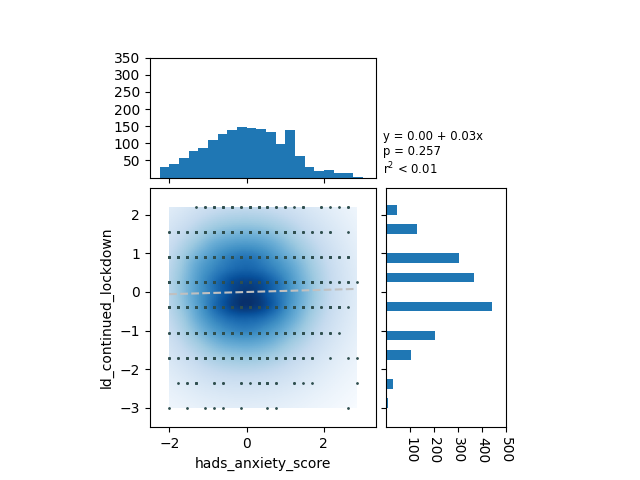 350
300
250
200
150
100
50
y = 0.00 + 0.03x
p = 0.257
r² < 0.01
2
1
0
−1
−2
−3
ld_continued_lockdown
−2 0 2
hads_anxiety_score
100 200 300 400 500